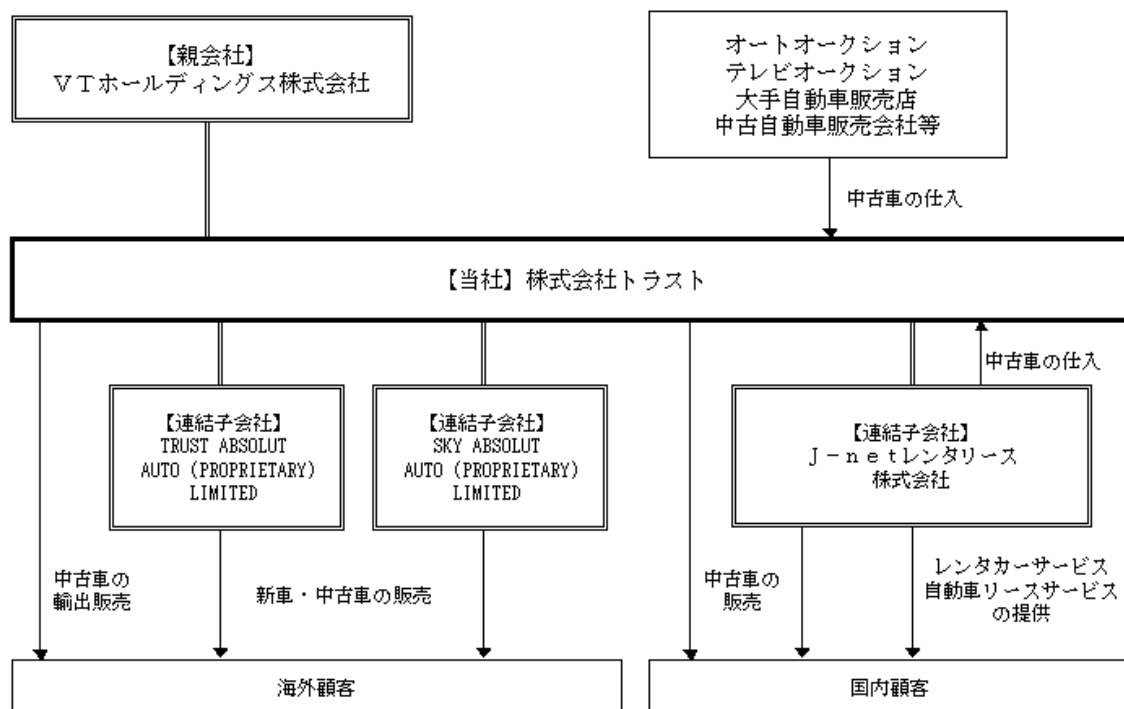 【親会社】
ＶＴホールディングス株式会社
オートオークション
テレビオークション
大手自動車販売店
中古自動車販売会社等
中古車の仕入
【当社】株式会社トラスト
中古車の仕入
【連結子会社】
TRUST ABSOLUT
AUTO (PROPRIETARY)
LIMITED
【連結子会社】
SKY ABSOLUT
AUTO (PROPRIETARY)
LIMITED
【連結子会社】
Ｊ－ｎｅｔレンタリース
株式会社
中古車の
輸出販売
新車・中古車の販売
中古車の
販売
レンタカーサービス
自動車リースサービス
の提供
海外顧客
国内顧客